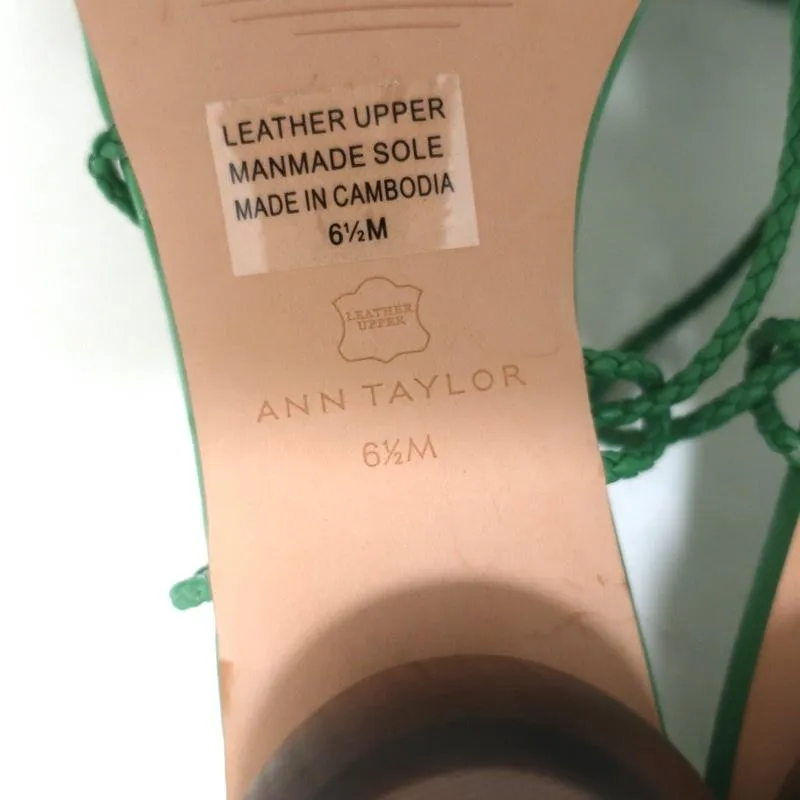 LEATHER UPPER
MANMADE SOLE
MADE IN CAMBODIA
6½M
LEATHER
UPPER
ANN TAYLOR
6½M